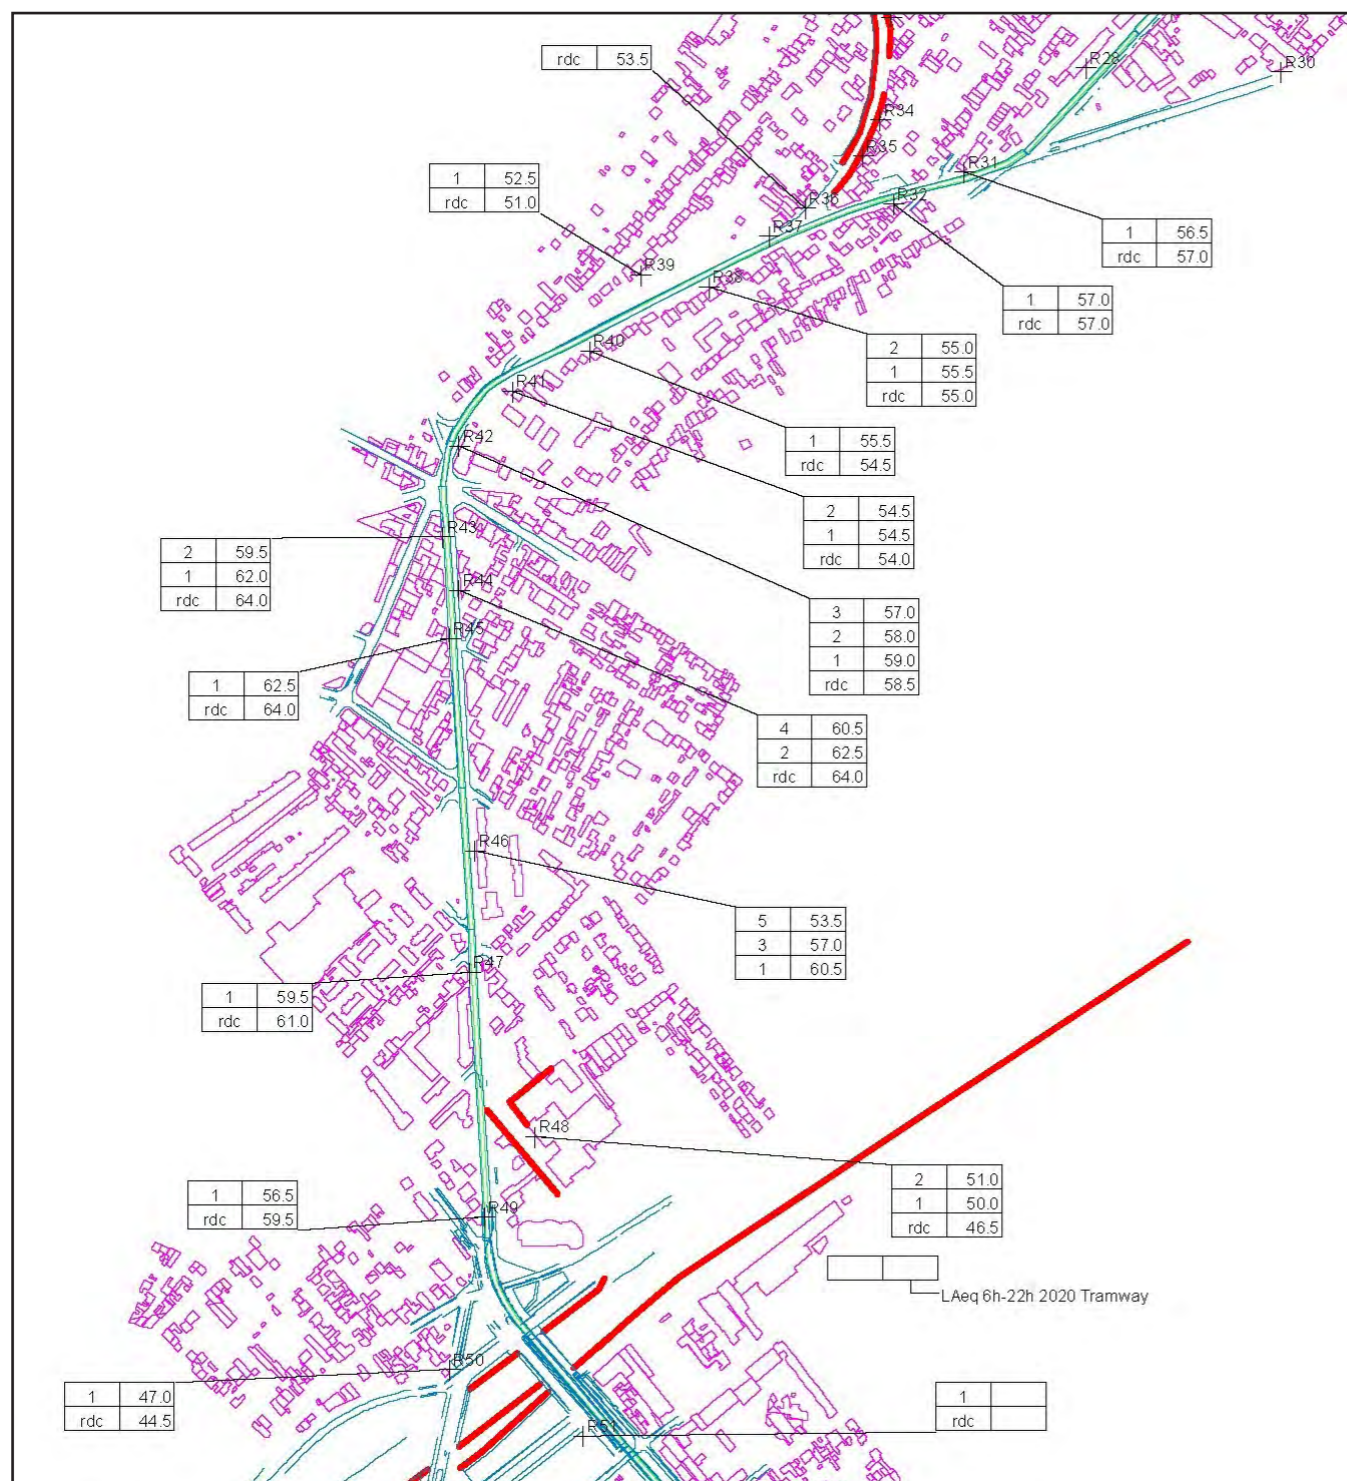 rdc 53.5
R28
R30
R34
R35
R31
1 52.5
rdc 51.0
R36
R32
R37
1 56.5
rdc 57.0
R39
R38
1 57.0
rdc 57.0
R40
2 55.0
1 55.5
rdc 55.0
R41
R42
1 55.5
rdc 54.5
R43
2 54.5
1 54.5
rdc 54.0
2 59.5
1 62.0
rdc 64.0
R44
3 57.0
2 58.0
1 59.0
rdc 58.5
R45
1 62.5
rdc 64.0
4 60.5
2 62.5
rdc 64.0
R46
5 53.5
3 57.0
1 60.5
R47
1 59.5
rdc 61.0
R48
2 51.0
1 50.0
rdc 46.5
1 56.5
rdc 59.5
R49
LAeq 6h-22h 2020 Tramway
R50
1 47.0
rdc 44.5
1
rdc
R51